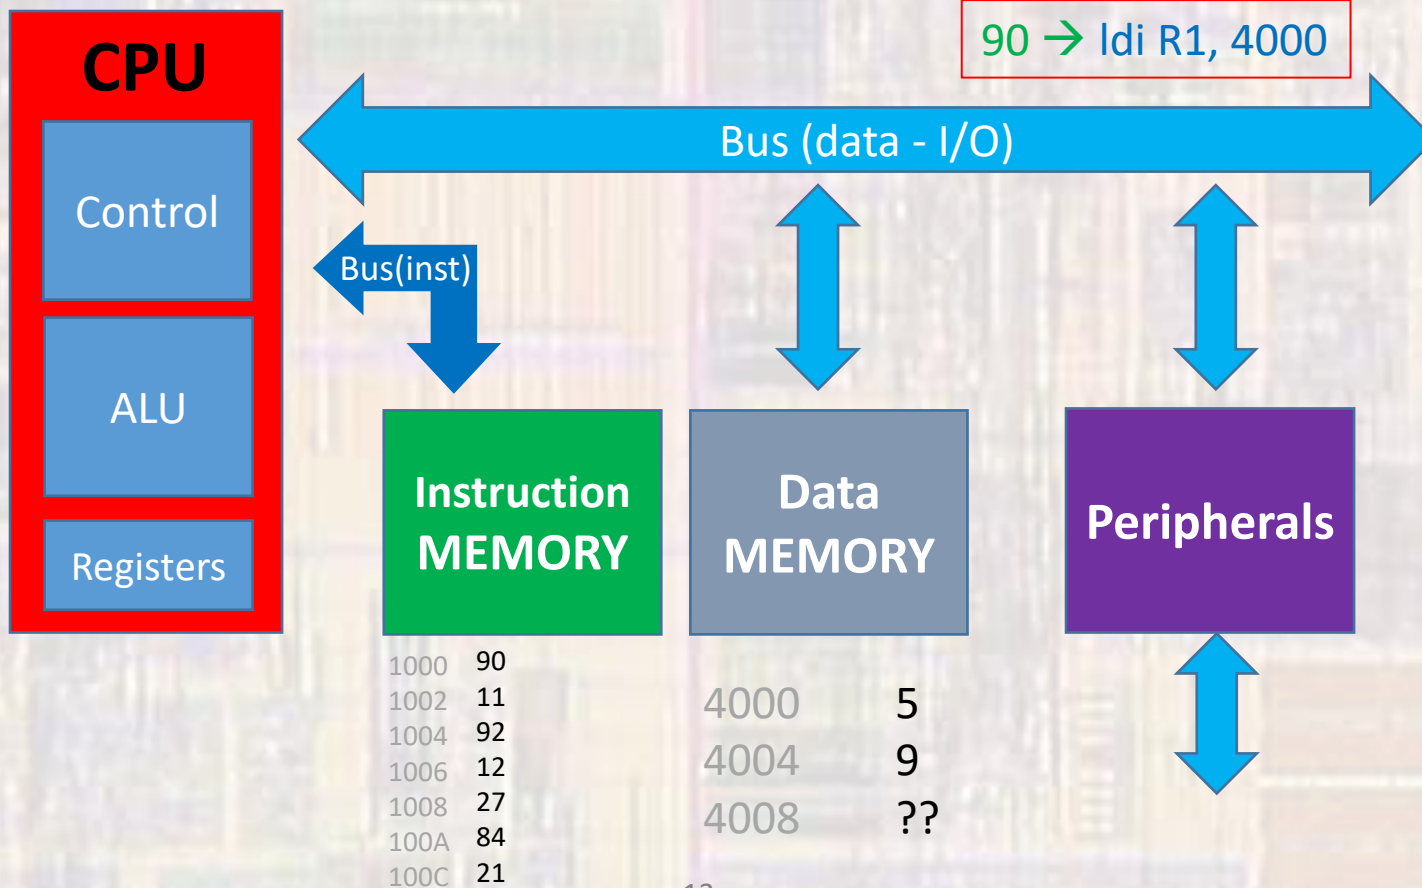 CPU
90 → ldi R1, 4000
Bus (data - I/O)
Control
Bus(inst)
ALU
Registers
Instruction
MEMORY
Data
MEMORY
Peripherals
1000 90
1002 11
1004 92
1006 12
1008 27
100A 84
100C 21
4000 5
4004 9
4008 ??